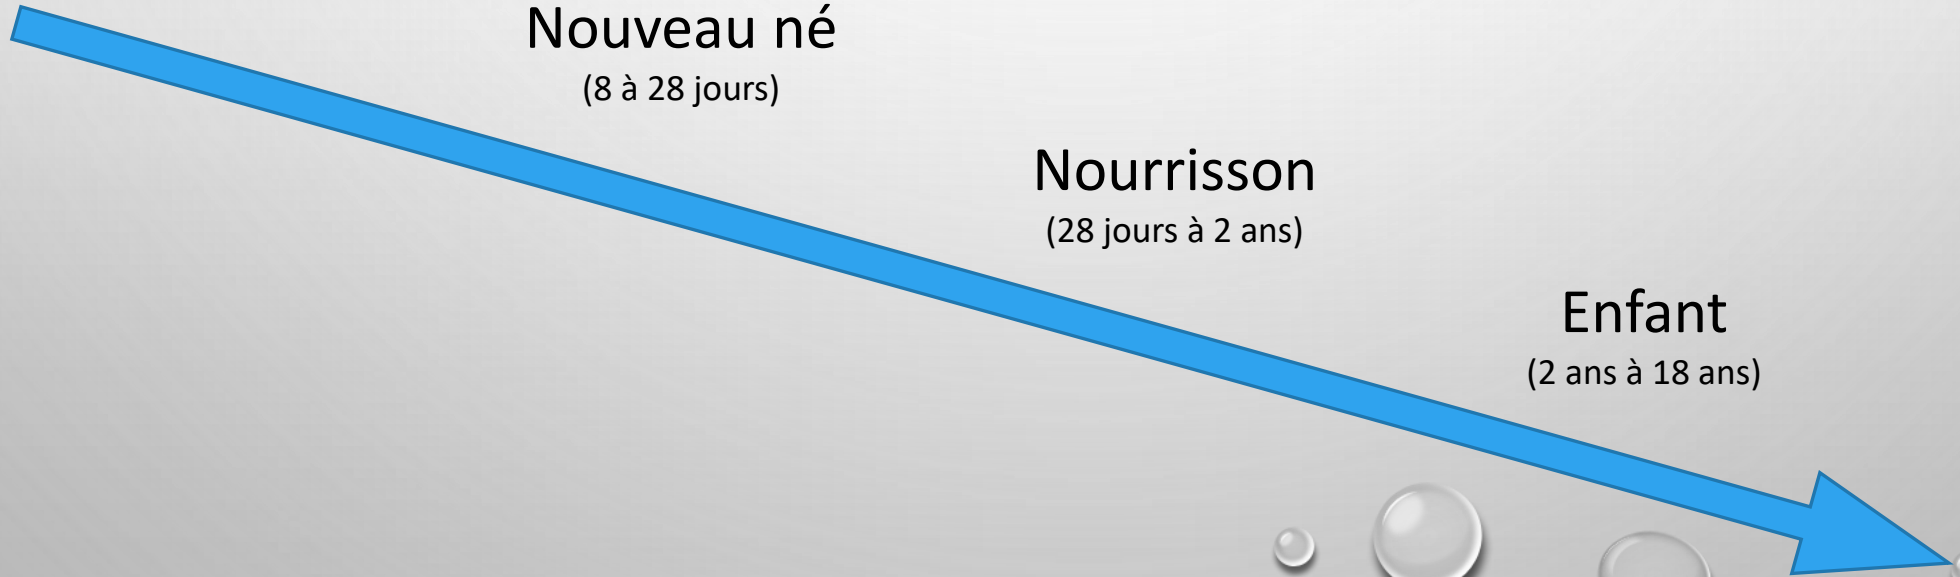 Nouveau né
(8 à 28 jours)
Nourrisson
(28 jours à 2 ans)
Enfant
(2 ans à 18 ans)